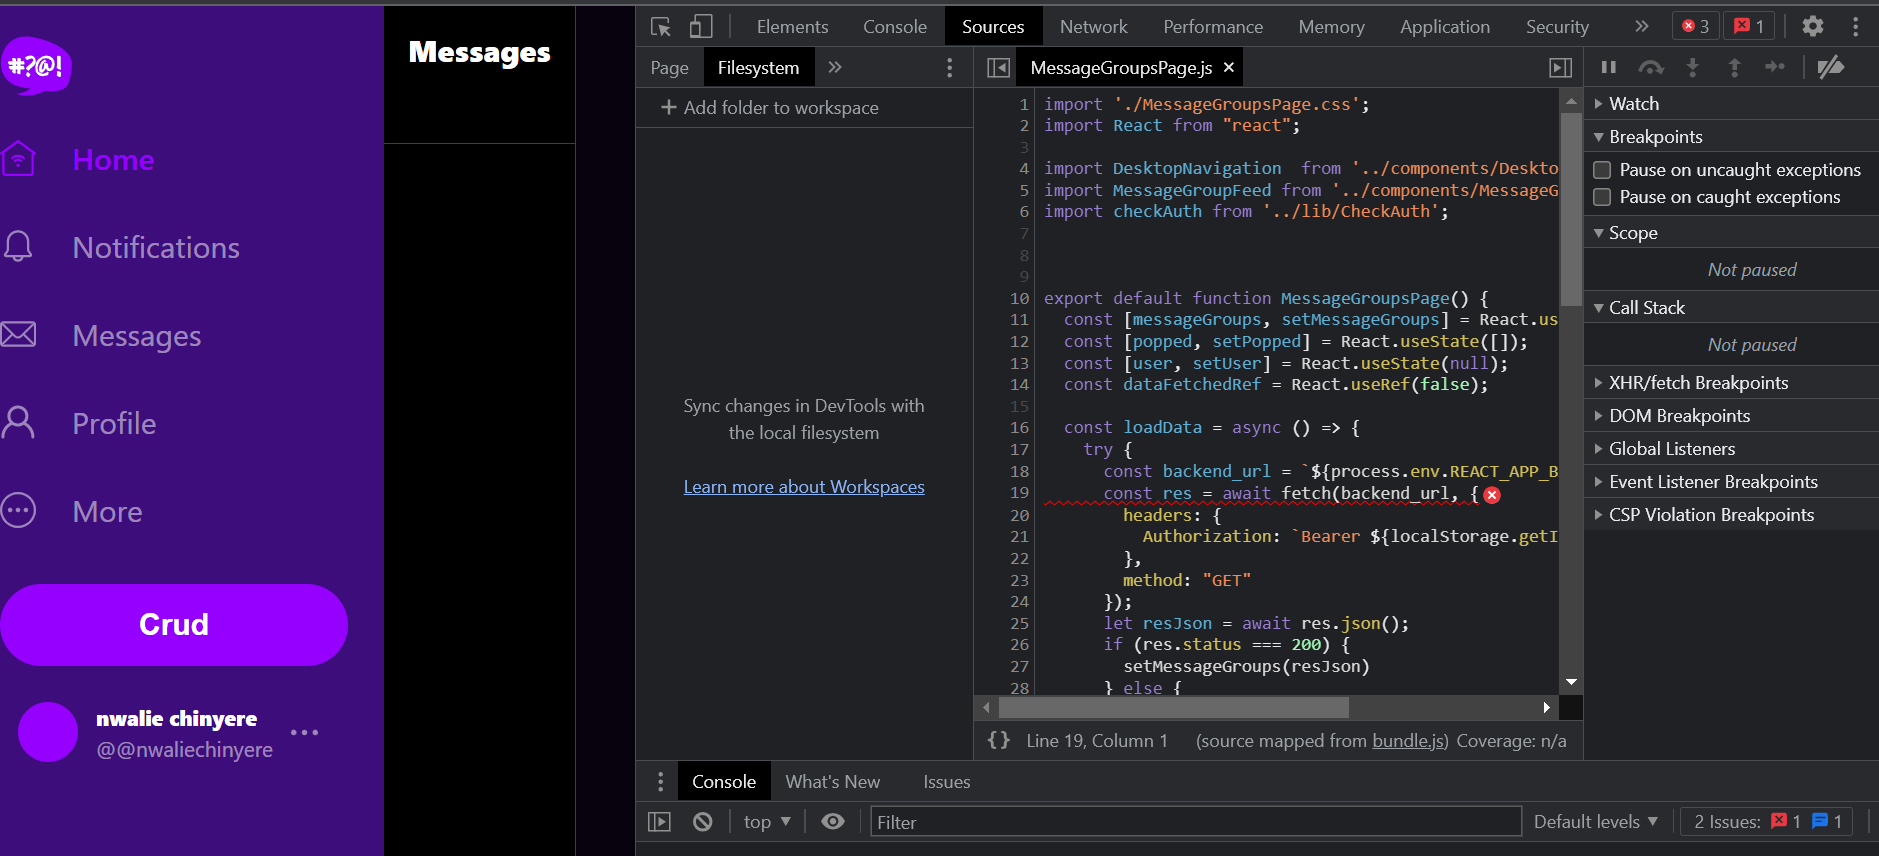 #?@!
Home
Notifications
Messages
Profile
More
Crud
nwalie chinyere
@@nwaliechinyere
Messages
Elements Console Sources Network Performance Memory Application Security 3 1
Page Filesystem
Add folder to workspace
Sync changes in DevTools with
the local filesystem
Learn more about Workspaces
MessageGroupsPage.js
1 import './MessageGroupsPage.css';
2 import React from "react";
3
4 import DesktopNavigation  from '../components/Deskto
5 import MessageGroupFeed from '../components/MessageG
6 import checkAuth from '../lib/CheckAuth';
7
8
9
10 export default function MessageGroupsPage() {
11 const [messageGroups, setMessageGroups] = React.us
12 const [popped, setPopped] = React.useState([]);
13 const [user, setUser] = React.useState(null);
14 const dataFetchedRef = React.useRef(false);
15
16 const loadData = async () => {
17 try {
18 const backend_url = `${process.env.REACT_APP_B
19 const res = await fetch(backend_url, {
20 headers: {
21 Authorization: `Bearer ${localStorage.getI
22 },
23 method: "GET"
24 });
25 let resJson = await res.json();
26 if (res.status === 200) {
27 setMessageGroups(resJson)
28 } else {
{} Line 19, Column 1 (source mapped from bundle.js) Coverage: n/a
Watch
Breakpoints
Pause on uncaught exceptions
Pause on caught exceptions
Scope
Not paused
Call Stack
Not paused
XHR/fetch Breakpoints
DOM Breakpoints
Global Listeners
Event Listener Breakpoints
CSP Violation Breakpoints
Console What's New Issues
top Filter Default levels 2 Issues: 1 1